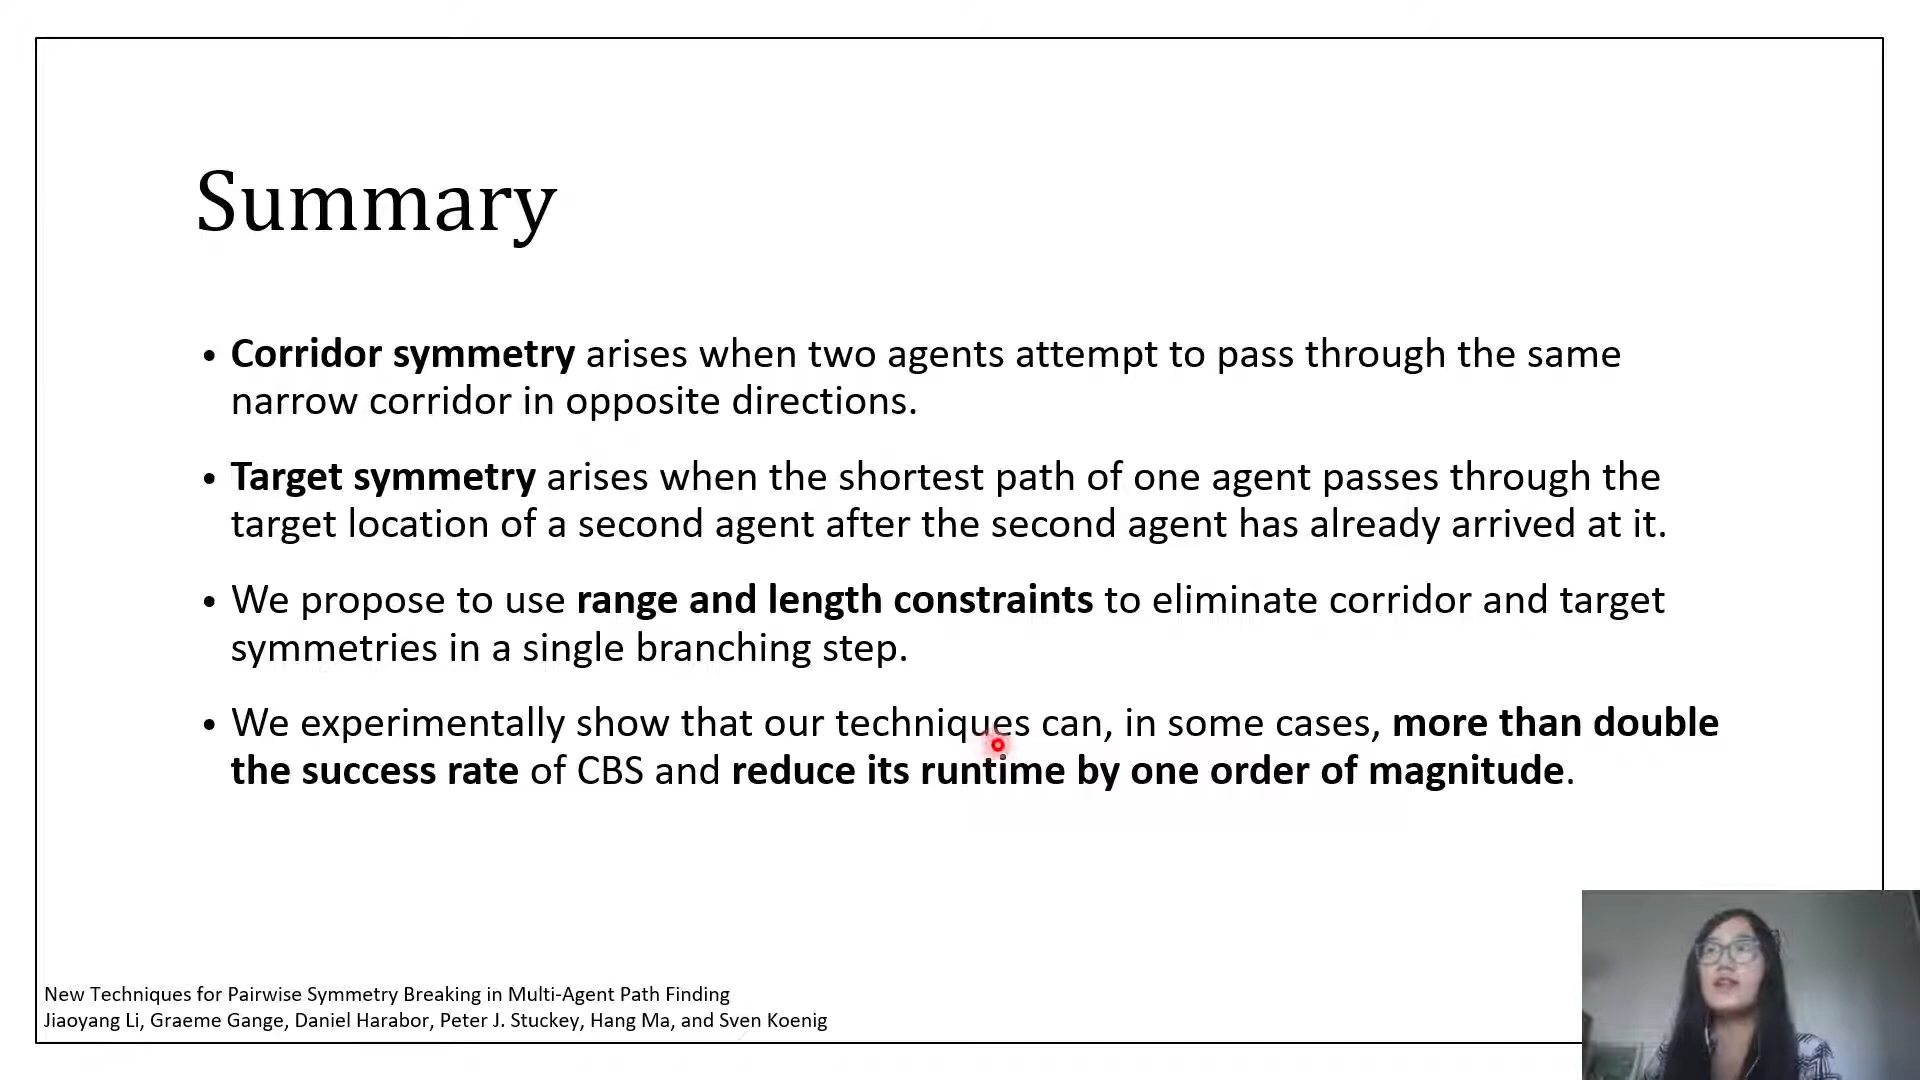 Summary
• Corridor symmetry arises when two agents attempt to pass through the same
narrow corridor in opposite directions.
• Target symmetry arises when the shortest path of one agent passes through the
target location of a second agent after the second agent has already arrived at it.
• We propose to use range and length constraints to eliminate corridor and target
symmetries in a single branching step.
• We experimentally show that our techniques can, in some cases, more than double
the success rate of CBS and reduce its runtime by one order of magnitude.
New Techniques for Pairwise Symmetry Breaking in Multi-Agent Path Finding
Jiaoyang Li, Graeme Gange, Daniel Harabor, Peter J. Stuckey, Hang Ma, and Sven Koenig